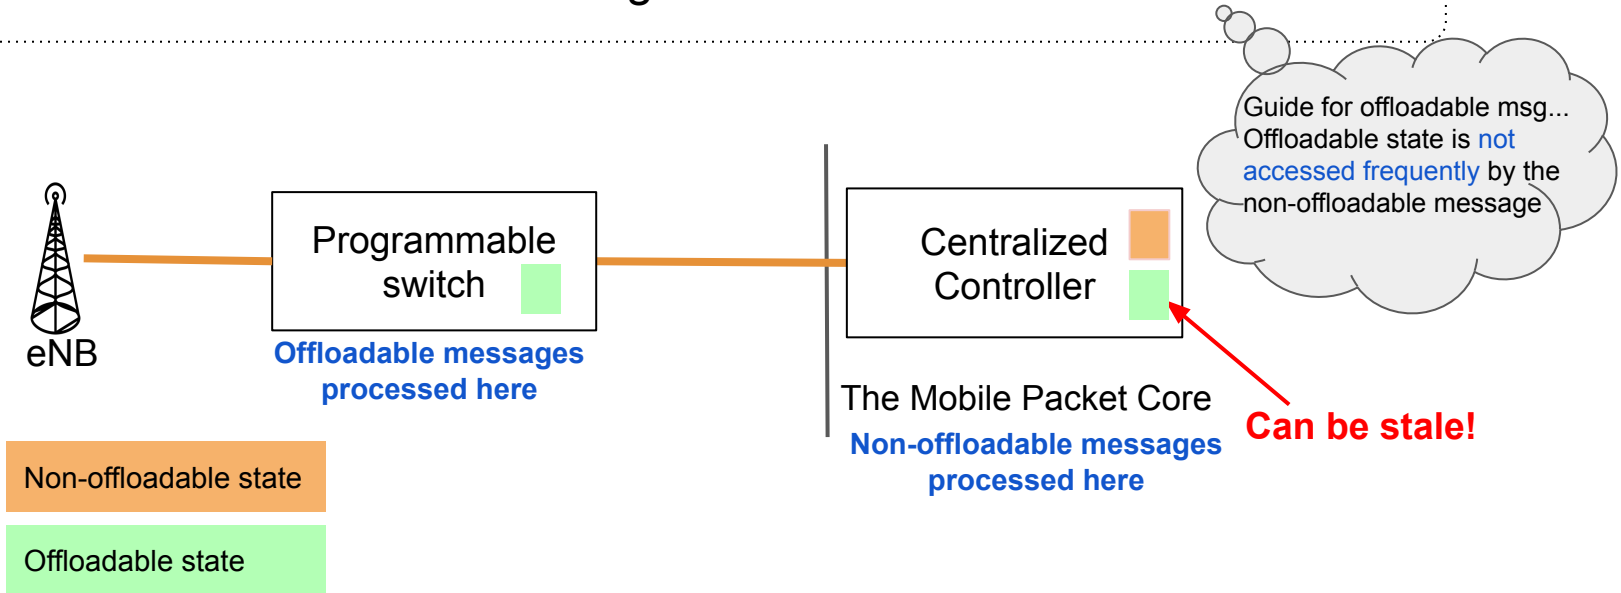 Guide for offloadable msg...
Offloadable state is not
accessed frequently by the
non-offloadable message
Programmable
switch
Centralized
Controller
eNB
Offloadable messages
processed here
The Mobile Packet Core
Can be stale!
Non-offloadable messages
processed here
Non-offloadable state
Offloadable state